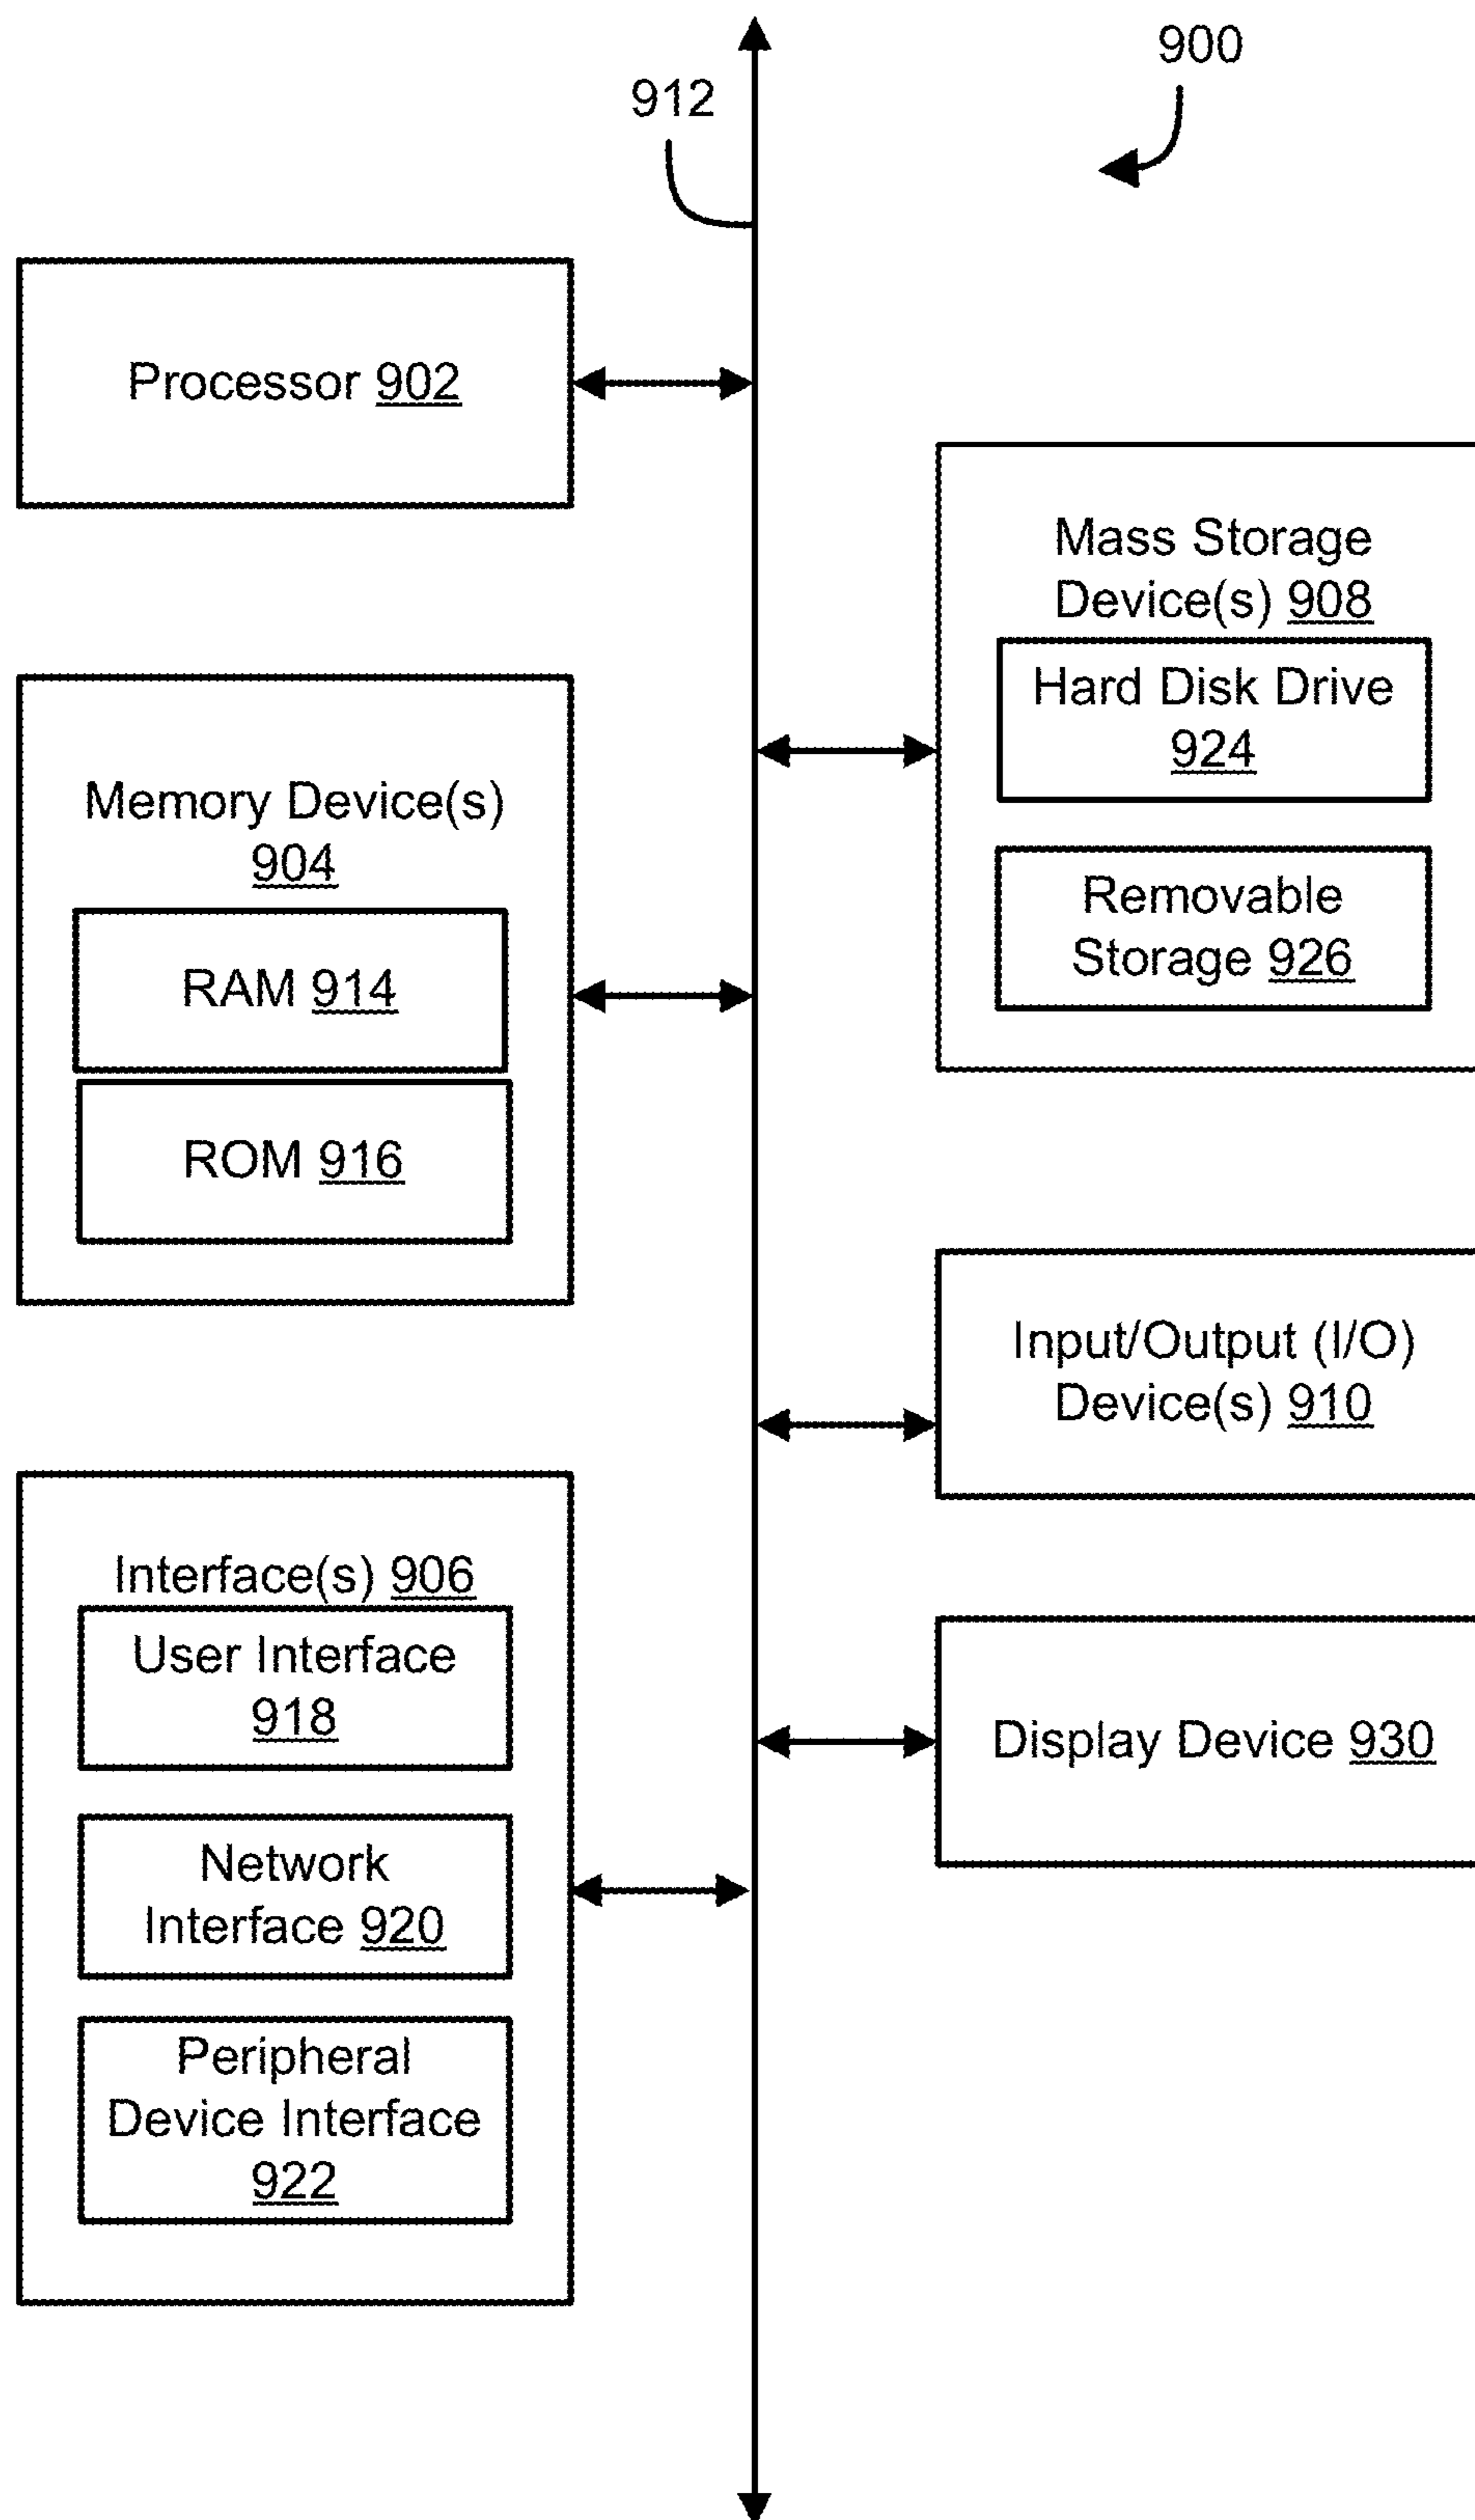 900
912
Processor 902
Mass Storage
Device(s) 908
Hard Disk Drive
924
Removable
Storage 926
Memory Device(s)
904
RAM 914
ROM 916
Input/Output (I/O)
Device(s) 910
Interface(s) 906
User Interface
918
Network
Interface 920
Peripheral
Device Interface
922
Display Device 930